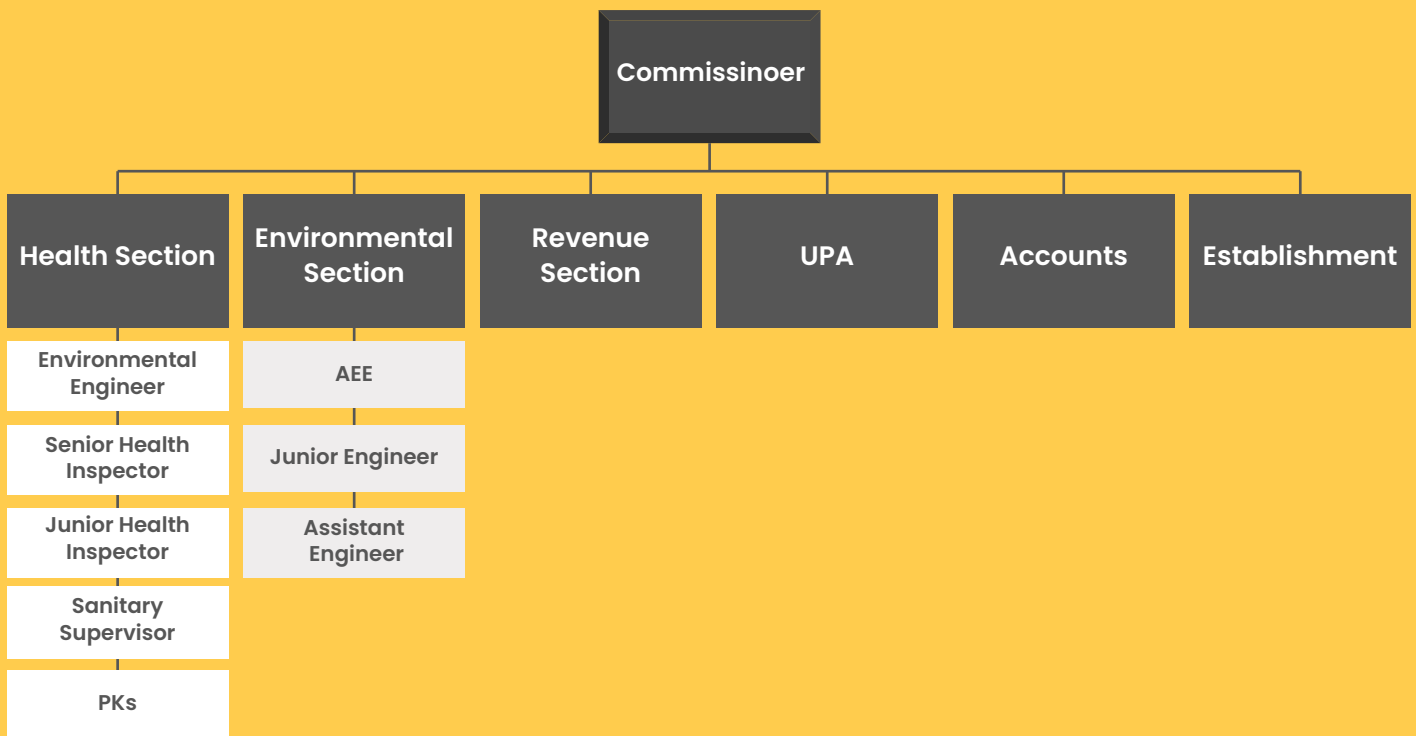 Commissinoer
Health Section
Environmental
Section
Revenue
Section
UPA
Accounts
Establishment
Environmental
Engineer
Senior Health
Inspector
Junior Health
Inspector
Sanitary
Supervisor
PKs
AEE
Junior Engineer
Assistant
Engineer